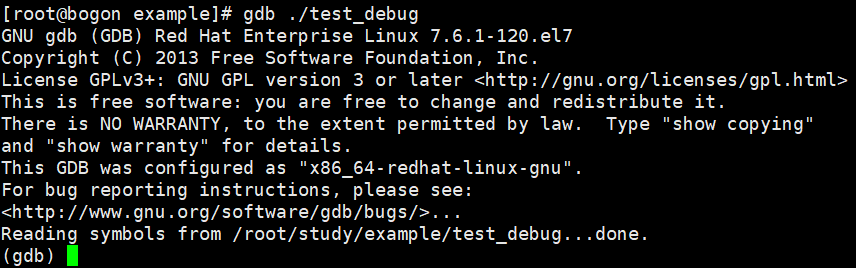 [root@bogon example]# gdb ./test_debug
GNU gdb (GDB) Red Hat Enterprise Linux 7.6.1-120.el7
Copyright (C) 2013 Free Software Foundation, Inc.
License GPLv3+: GNU GPL version 3 or later <http://gnu.org/licenses/gpl.html>
This is free software: you are free to change and redistribute it.
There is NO WARRANTY, to the extent permitted by law.  Type "show copying"
and "show warranty" for details.
This GDB was configured as "x86_64-redhat-linux-gnu".
For bug reporting instructions, please see:
<http://www.gnu.org/software/gdb/bugs/>...
Reading symbols from /root/study/example/test_debug...done.
(gdb)